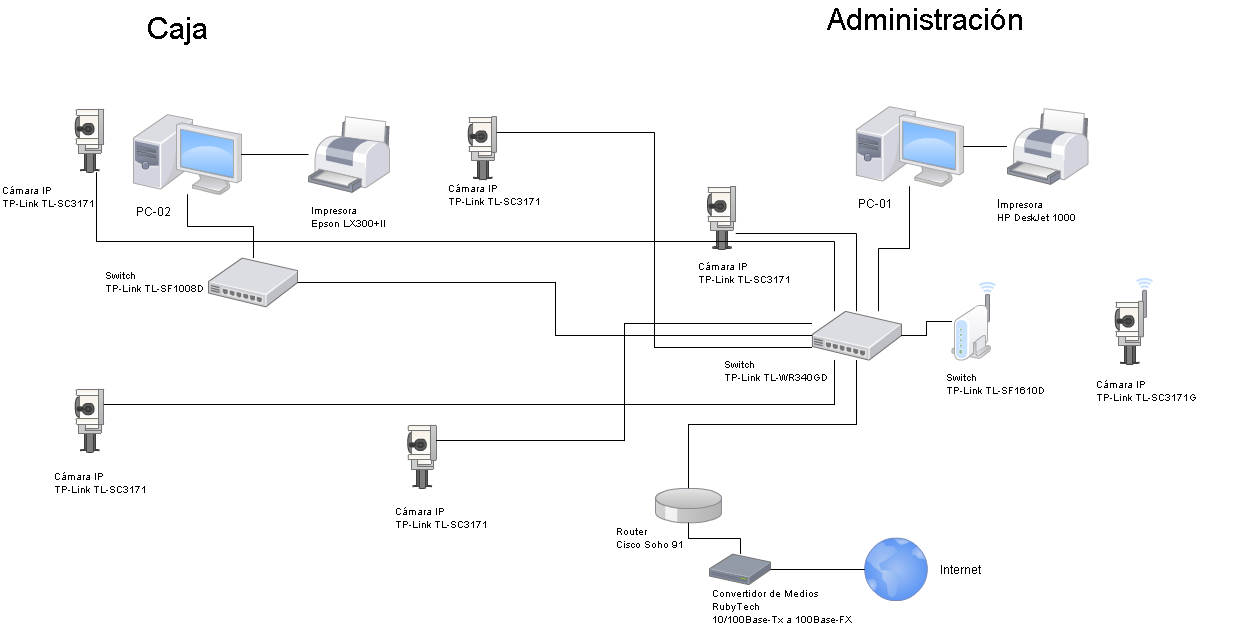 Caja
Administración
Cámara IP
TP-Link TL-SC3171
PC-02
Impresora
Epson LX300+II
Cámara IP
TP-Link TL-SC3171
PC-01
Impresora
HP DeskJet 1000
Switch
TP-Link TL-SF1008D
Cámara IP
TP-Link TL-SC3171
Switch
TP-Link TL-WR340GD
Switch
TP-Link TL-SF1610D
Cámara IP
TP-Link TL-SC3171G
Cámara IP
TP-Link TL-SC3171
Cámara IP
TP-Link TL-SC3171
Router
Cisco Soho 91
Internet
Convertidor de Medios
RubyTech
10/100Base-Tx a 100Base-FX